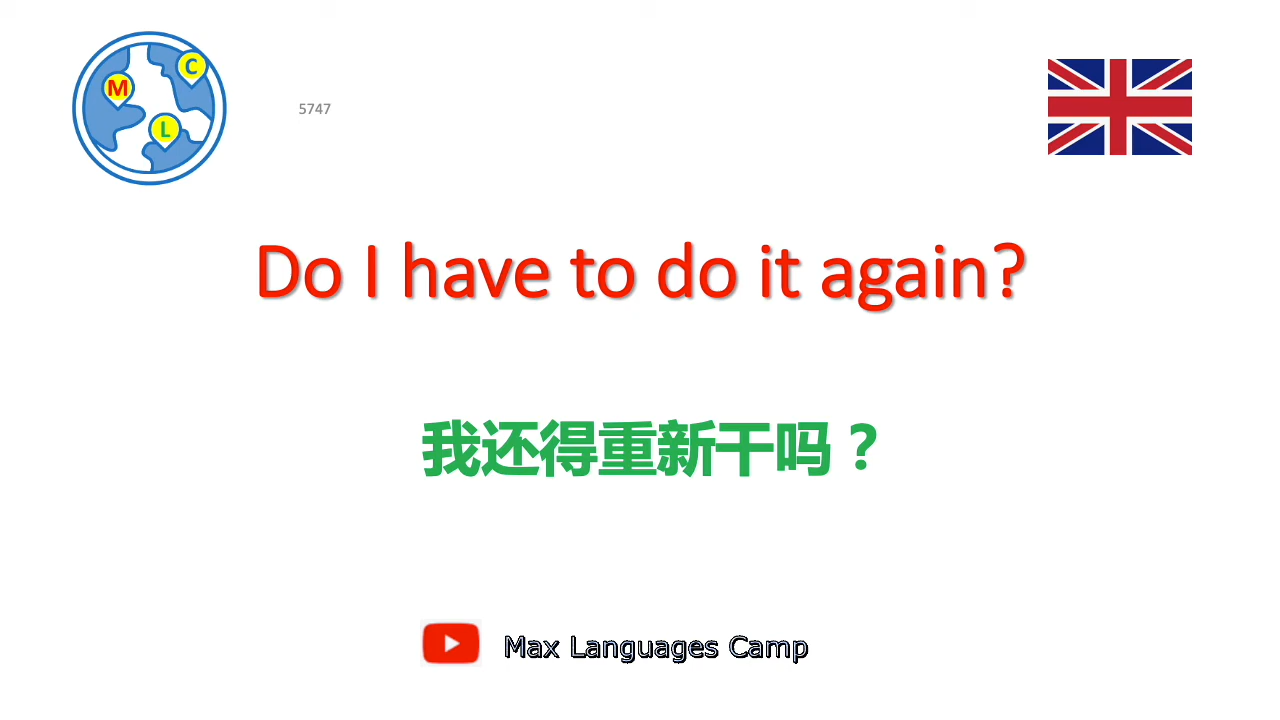 M
C
L
5747
Do I have to do it again?
我还得重新干吗？
Max Languages Camp